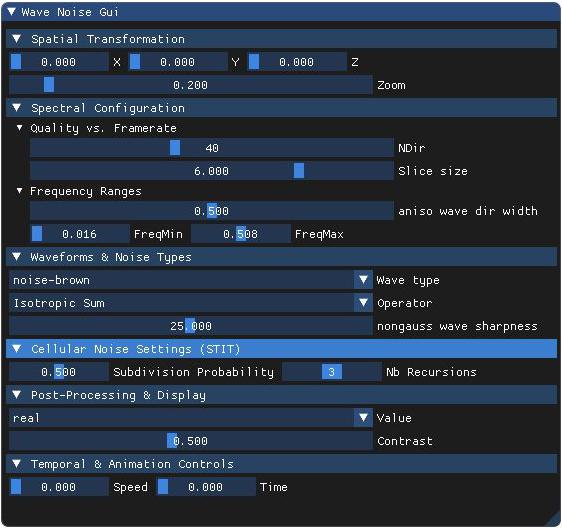 Wave Noise Gui
Spatial Transformation
0.000 X 0.000 Y 0.000 Z
0.200 Zoom
Spectral Configuration
Quality vs. Framerate
40 NDir
6.000 Slice size
Frequency Ranges
0.500 aniso wave dir width
0.016 FreqMin 0.508 FreqMax
Waveforms & Noise Types
noise-brown Wave type
Isotropic Sum Operator
25.000 nongauss wave sharpness
Cellular Noise Settings (STIT)
0.500 Subdivision Probability 3 Nb Recursions
Post-Processing & Display
real Value
0.500 Contrast
Temporal & Animation Controls
0.000 Speed 0.000 Time